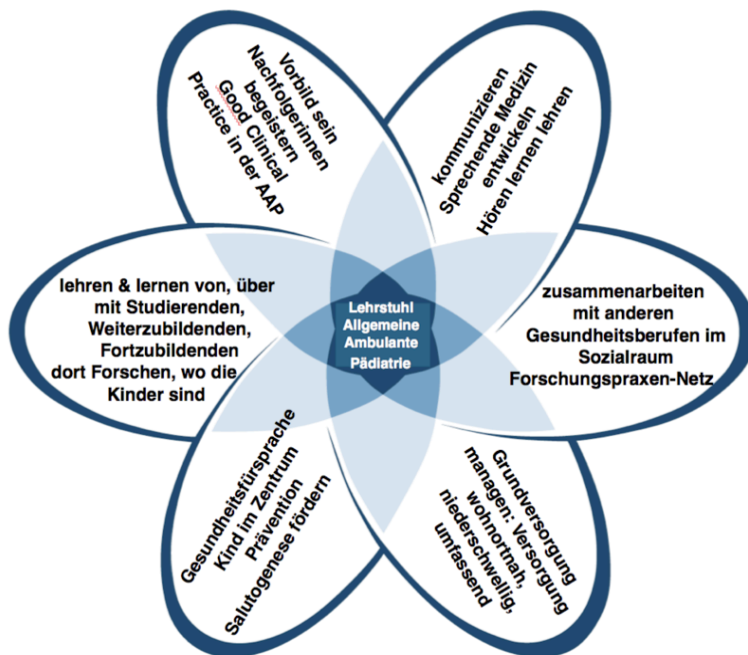 Vorbild sein
Nachfolgerinnen
begeistern
Good Clinical
Practice in der AAP
kommunizieren
Sprechende Medizin
entwickeln
Hören lernen lehren
lehren & lernen von, über
mit Studierenden,
Weiterzubildenden,
Fortzubildenden
dort Forschen, wo die
Kinder sind
Lehrstuhl
Allgemeine
Ambulante
Pädiatrie
zusammenarbeiten
mit anderen
Gesundheitsberufen im
Sozialraum
Forschungspraxen-Netz
Gesundheitsfürsprache
Kind im Zentrum
Prävention
Salutogenese fördern
Grundversorgung
managen: Versorgung
wohnortnah,
niederschwellig,
umfassend